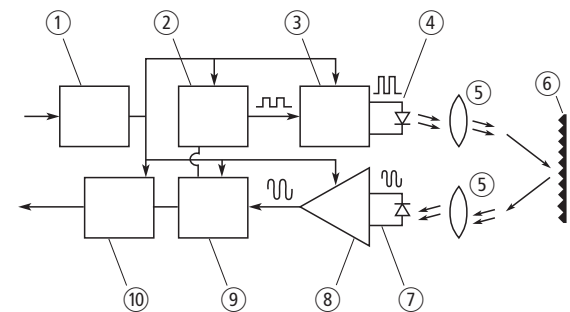 ① ② ③ ④
⑤ ⑥
⑤
⑩ ⑨ ⑧ ⑦